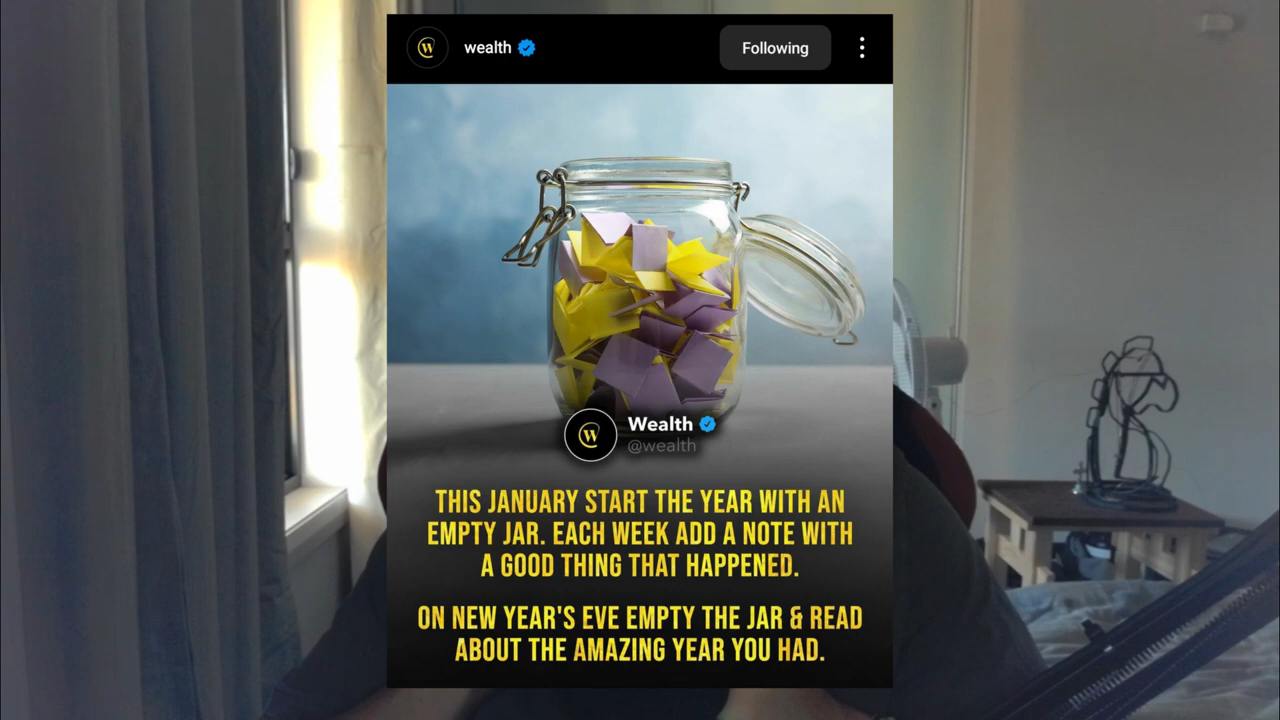 wealth
Following
Wealth
@wealth
THIS JANUARY START THE YEAR WITH AN
EMPTY JAR. EACH WEEK ADD A NOTE WITH
A GOOD THING THAT HAPPENED.
ON NEW YEAR'S EVE EMPTY THE JAR & READ
ABOUT THE AMAZING YEAR YOU HAD.